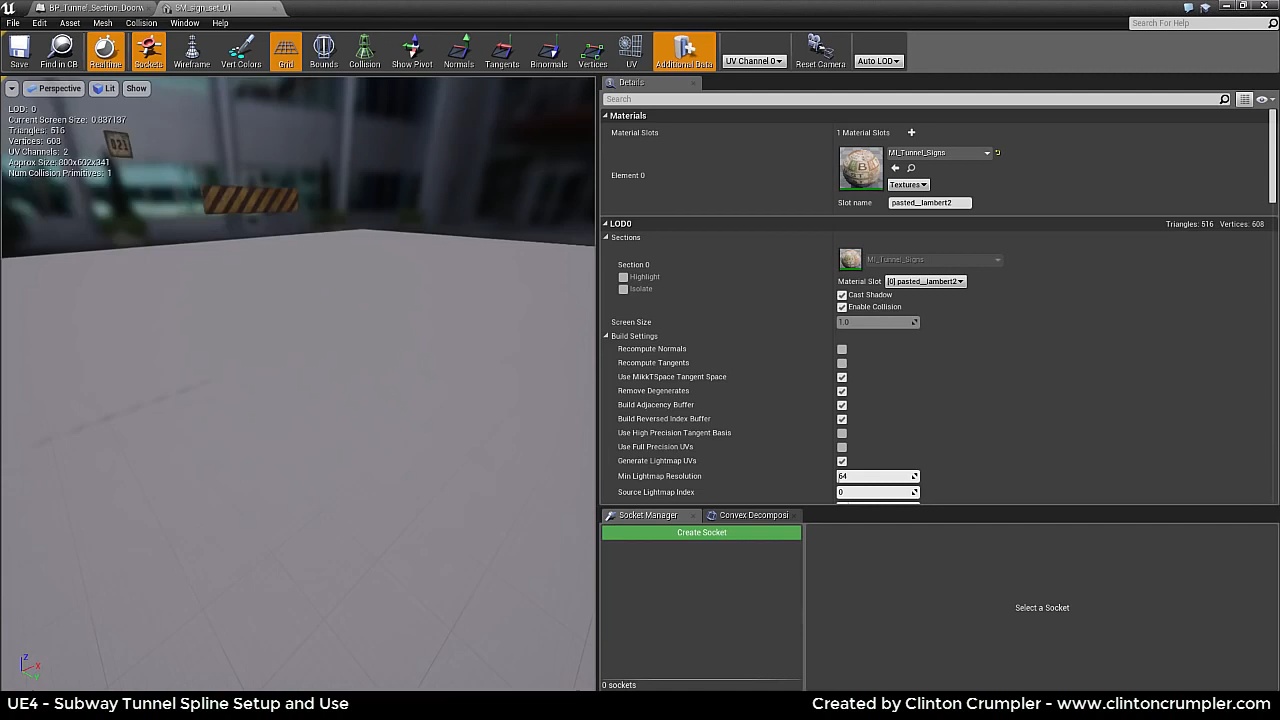 BP_Tunnel_Section_Doorw
SM_sign_set_01
File Edit Asset Mesh Collision Window Help
Search For Help
Save Find in CB Realtime Sockets Wireframe Vert Colors Grid Bounds Collision Show Pivot Normals Tangents Binormals Vertices UV Additional Data UV Channel 0 Reset Camera Auto LOD
Perspective Lit Show
LOD: 0
Current Screen Size: 0.837137
Triangles: 516
Vertices: 608
UV Channels: 2
Approx Size: 800x602x341
Num Collision Primitives: 1
021
Details
Search
Materials
Material Slots 1 Material Slots
MI_Tunnel_Signs
Element 0
Textures
Slot name pasted__lambert2
LOD0 Triangles: 516 Vertices: 608
Sections
MI_Tunnel_Signs
Section 0
Highlight
Isolate
Material Slot [0] pasted__lambert2
Cast Shadow
Enable Collision
Screen Size 1.0
Build Settings
Recompute Normals
Recompute Tangents
Use MikkTSpace Tangent Space
Remove Degenerates
Build Adjacency Buffer
Build Reversed Index Buffer
Use High Precision Tangent Basis
Use Full Precision UVs
Generate Lightmap UVs
Min Lightmap Resolution 64
Source Lightmap Index 0
Socket Manager Convex Decomposi
Create Socket
Select a Socket
0 sockets
Z X Y
UE4 - Subway Tunnel Spline Setup and Use
Created by Clinton Crumpler - www.clintoncrumpler.com